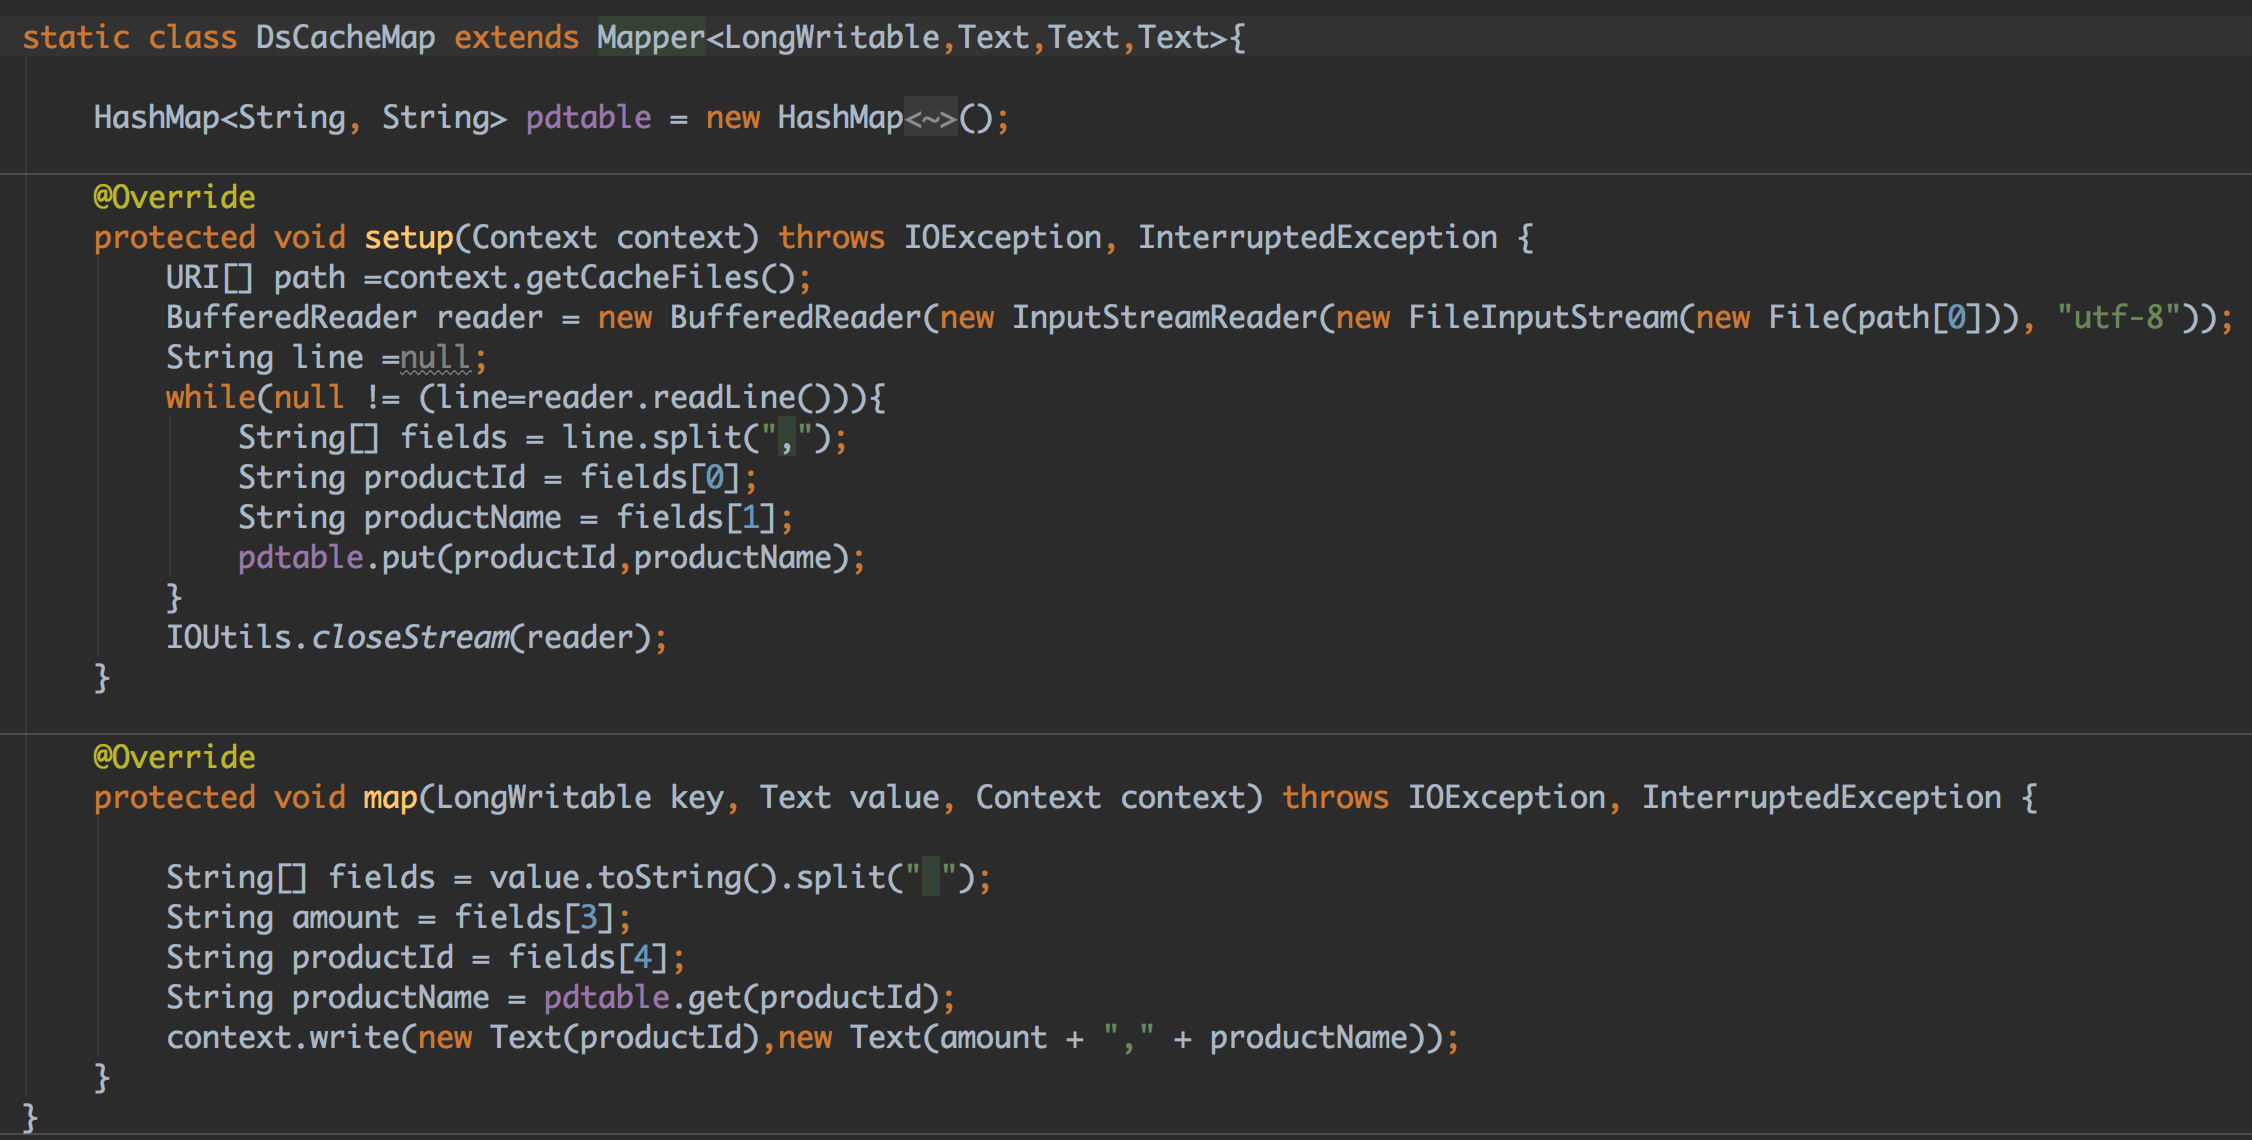 static class DsCacheMap extends Mapper<LongWritable,Text,Text,Text>{
HashMap<String, String> pdtable = new HashMap<~>();
@Override
protected void setup(Context context) throws IOException, InterruptedException {
URI[] path =context.getCacheFiles();
BufferedReader reader = new BufferedReader(new InputStreamReader(new FileInputStream(new File(path[0])), "utf-8"));
String line =null;
while(null != (line=reader.readLine())){
String[] fields = line.split(",");
String productId = fields[0];
String productName = fields[1];
pdtable.put(productId,productName);
}
IOUtils.closeStream(reader);
}
@Override
protected void map(LongWritable key, Text value, Context context) throws IOException, InterruptedException {
String[] fields = value.toString().split(" ");
String amount = fields[3];
String productId = fields[4];
String productName = pdtable.get(productId);
context.write(new Text(productId),new Text(amount + "," + productName));
}
}